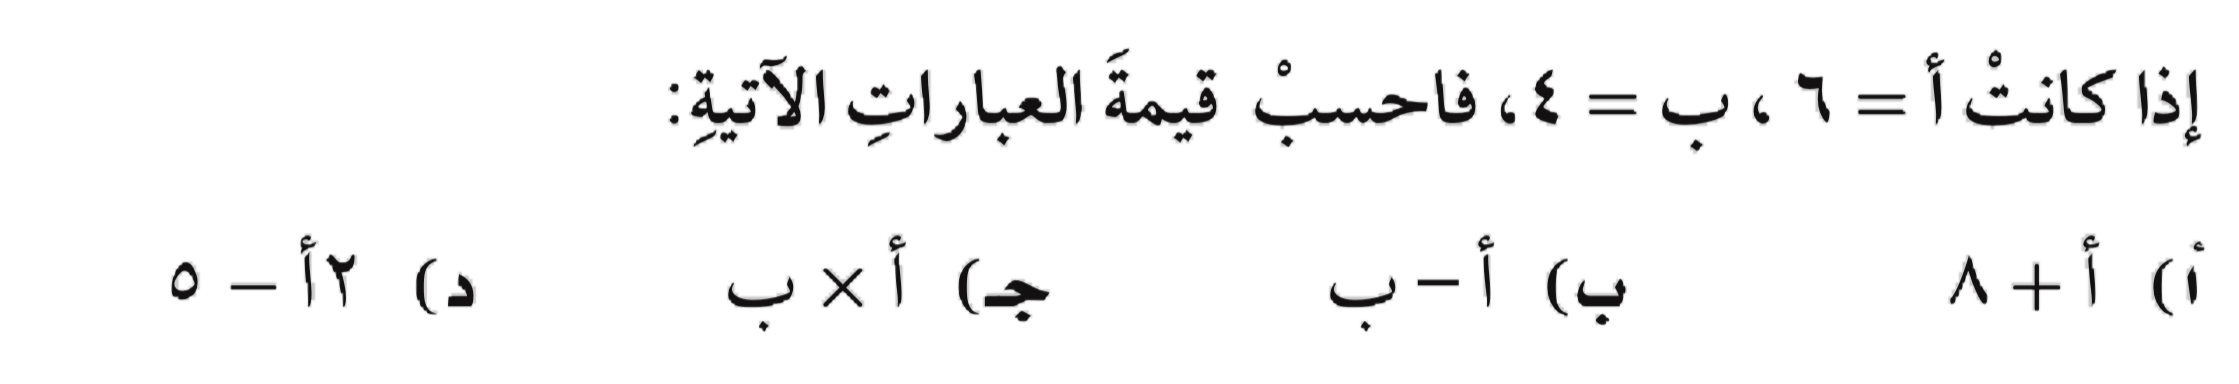 إذا كانتْ أ = ٦ ، ب = ٤ ، فاحسبْ قيمةَ العباراتِ الآتيةِ:
أ) أ + ٨ ب) أ − ب جـ) أ × ب د) ٢أ − ٥